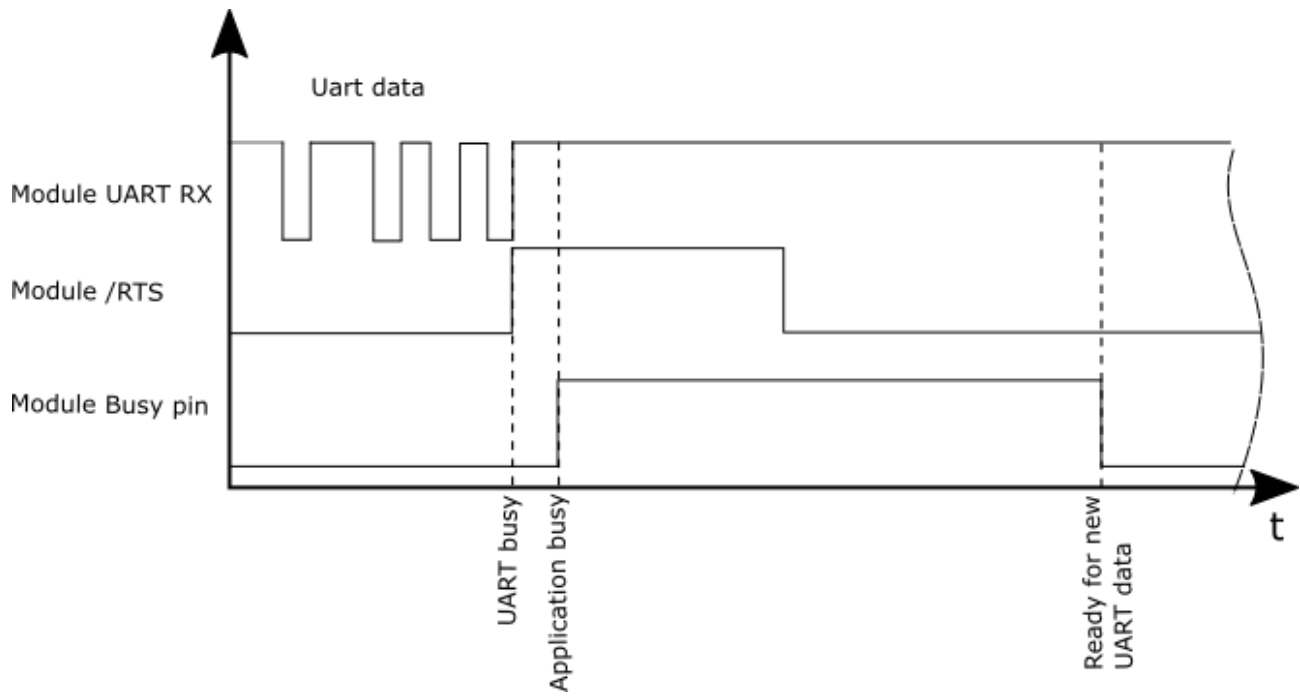 Uart data
Module UART RX
Module /RTS
Module Busy pin
t
UART busy
Application busy
Ready for new
UART data